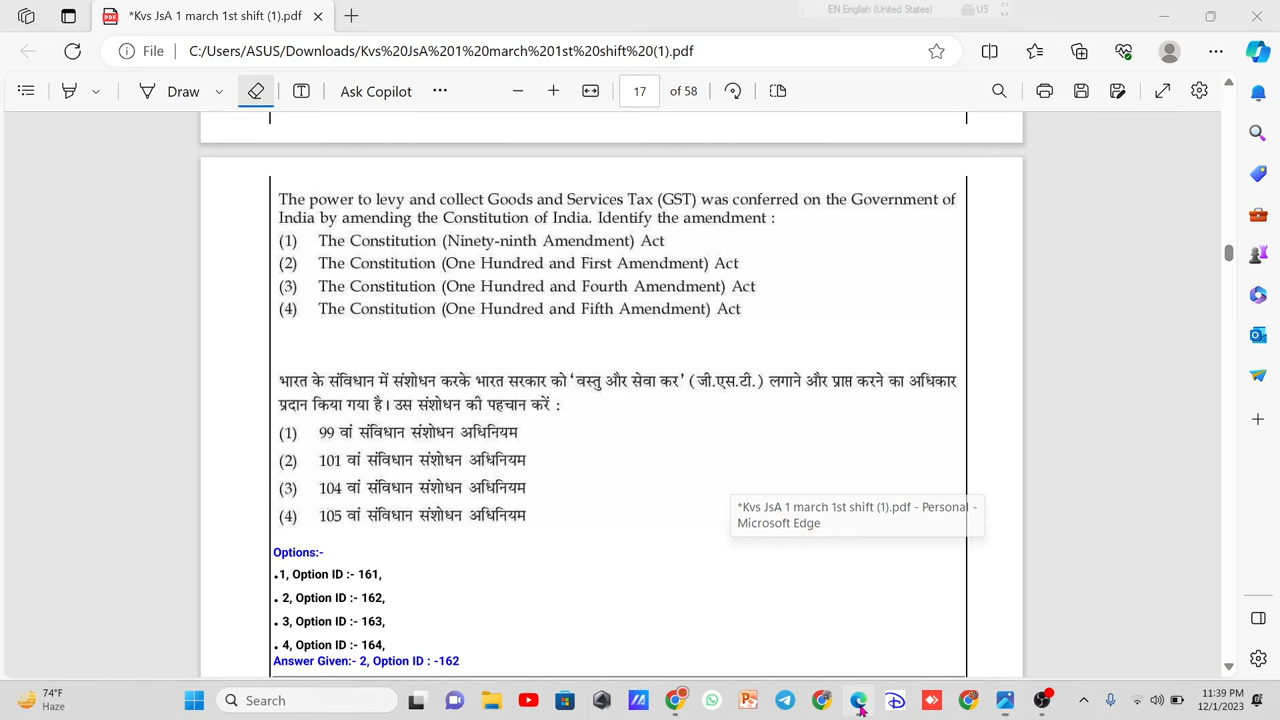 *Kvs JsA 1 march 1st shift (1).pdf
EN English (United States)
US
File
C:/Users/ASUS/Downloads/Kvs%20JsA%201%20march%201st%20shift%20(1).pdf
Draw
Ask Copilot
17
of 58
The power to levy and collect Goods and Services Tax (GST) was conferred on the Government of
India by amending the Constitution of India. Identify the amendment :
(1) The Constitution (Ninety-ninth Amendment) Act
(2) The Constitution (One Hundred and First Amendment) Act
(3) The Constitution (One Hundred and Fourth Amendment) Act
(4) The Constitution (One Hundred and Fifth Amendment) Act
भारत के संविधान में संशोधन करके भारत सरकार को ‘वस्तु और सेवा कर’ (जी.एस.टी.) लगाने और प्राप्त करने का अधिकार
प्रदान किया गया है। उस संशोधन की पहचान करें :
(1) 99 वां संविधान संशोधन अधिनियम
(2) 101 वां संविधान संशोधन अधिनियम
(3) 104 वां संविधान संशोधन अधिनियम
(4) 105 वां संविधान संशोधन अधिनियम
*Kvs JsA 1 march 1st shift (1).pdf - Personal -
Microsoft Edge
Options:-
.1, Option ID :- 161,
. 2, Option ID :- 162,
. 3, Option ID :- 163,
. 4, Option ID :- 164,
Answer Given:- 2, Option ID : -162
74°F
Haze
Search
11:39 PM
12/1/2023